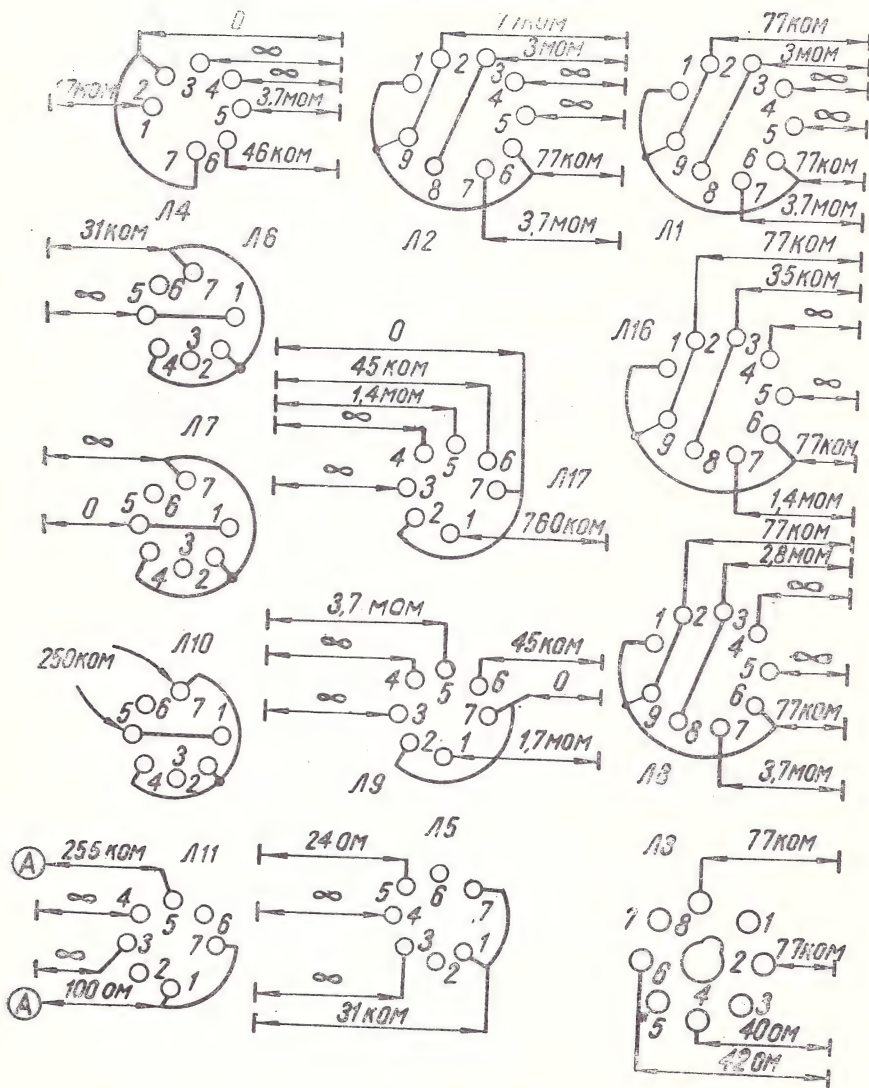 0
∞
∞
17ком
3,7мом
46ком
2 3 4 5 1 7 6
Л4
77ком
3мом
∞
∞
77ком
3,7мом
1 2 3 4 5 9 8 7 6
Л2
77ком
3мом
∞
∞
77ком
3,7мом
1 2 3 4 5 9 8 7 6
Л1
31ком
Л6
∞
5 6 7 1
4 3 2
0
45ком
1,4мом
∞
∞
760ком
4 5 6 3 7 2 1
Л17
77ком
35ком
∞
∞
77ком
1,4мом
Л16
1 2 3 4 5 9 8 7 6
Л7
∞
0
5 6 7 1
4 3 2
77ком
2,8мом
∞
∞
77ком
3,7мом
1 2 3 4 5 9 8 7 6
Л8
Л10
250ком
5 6 7 1
4 3 2
3,7мом
∞
∞
45ком
0
1,7мом
4 5 6 3 7 2 1
Л9
А 255ком
Л11
∞
∞
А 100ом
4 5 6 3 7 2 1
24ом
Л5
∞
∞
31ком
5 6 7 4 3 2 1
Л3
77ком
77ком
40ом
42ом
7 8 1 6 2 5 4 3